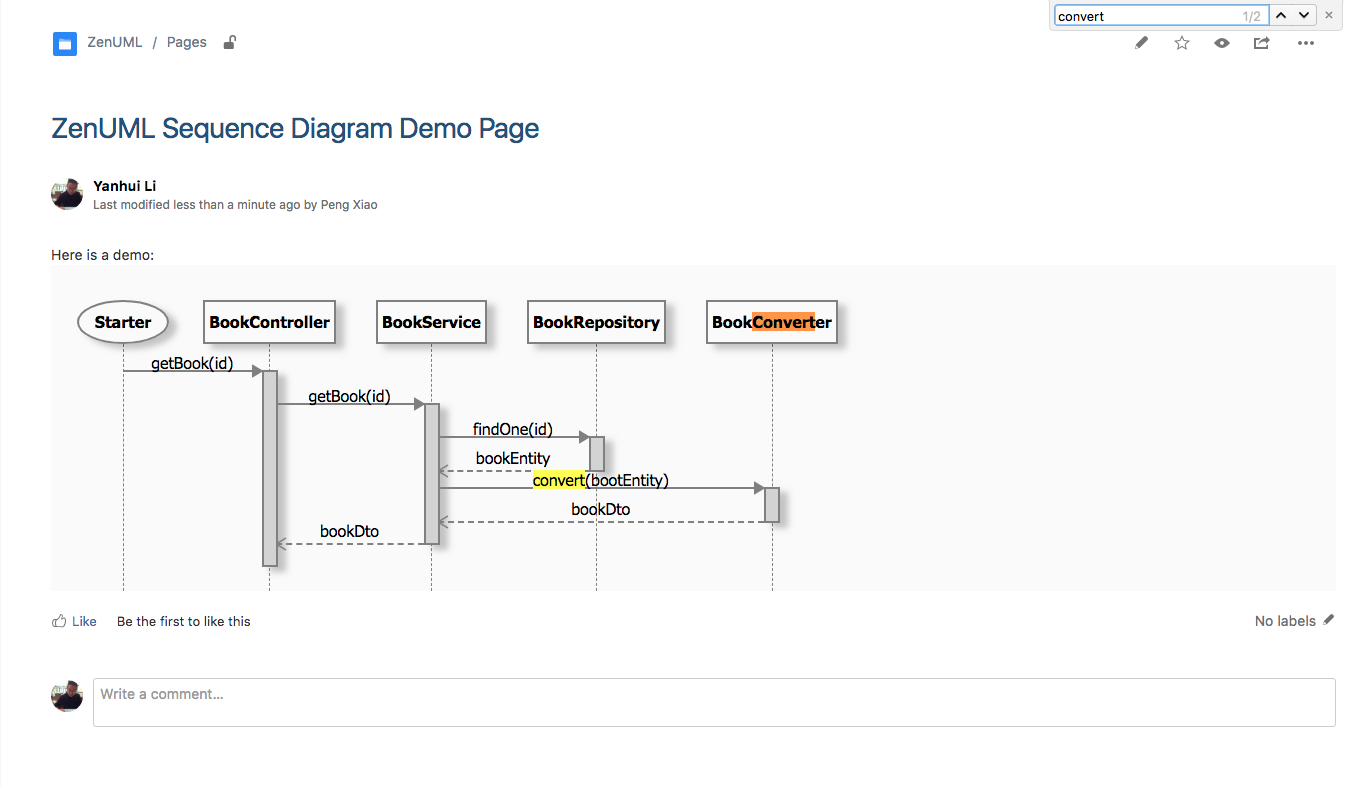 convert 1/2
ZenUML / Pages
ZenUML Sequence Diagram Demo Page
Yanhui Li
Last modified less than a minute ago by Peng Xiao
Here is a demo:
Starter BookController BookService BookRepository BookConverter
getBook(id)
getBook(id)
findOne(id)
bookEntity
convert(bootEntity)
bookDto
bookDto
Like Be the first to like this No labels
Write a comment...